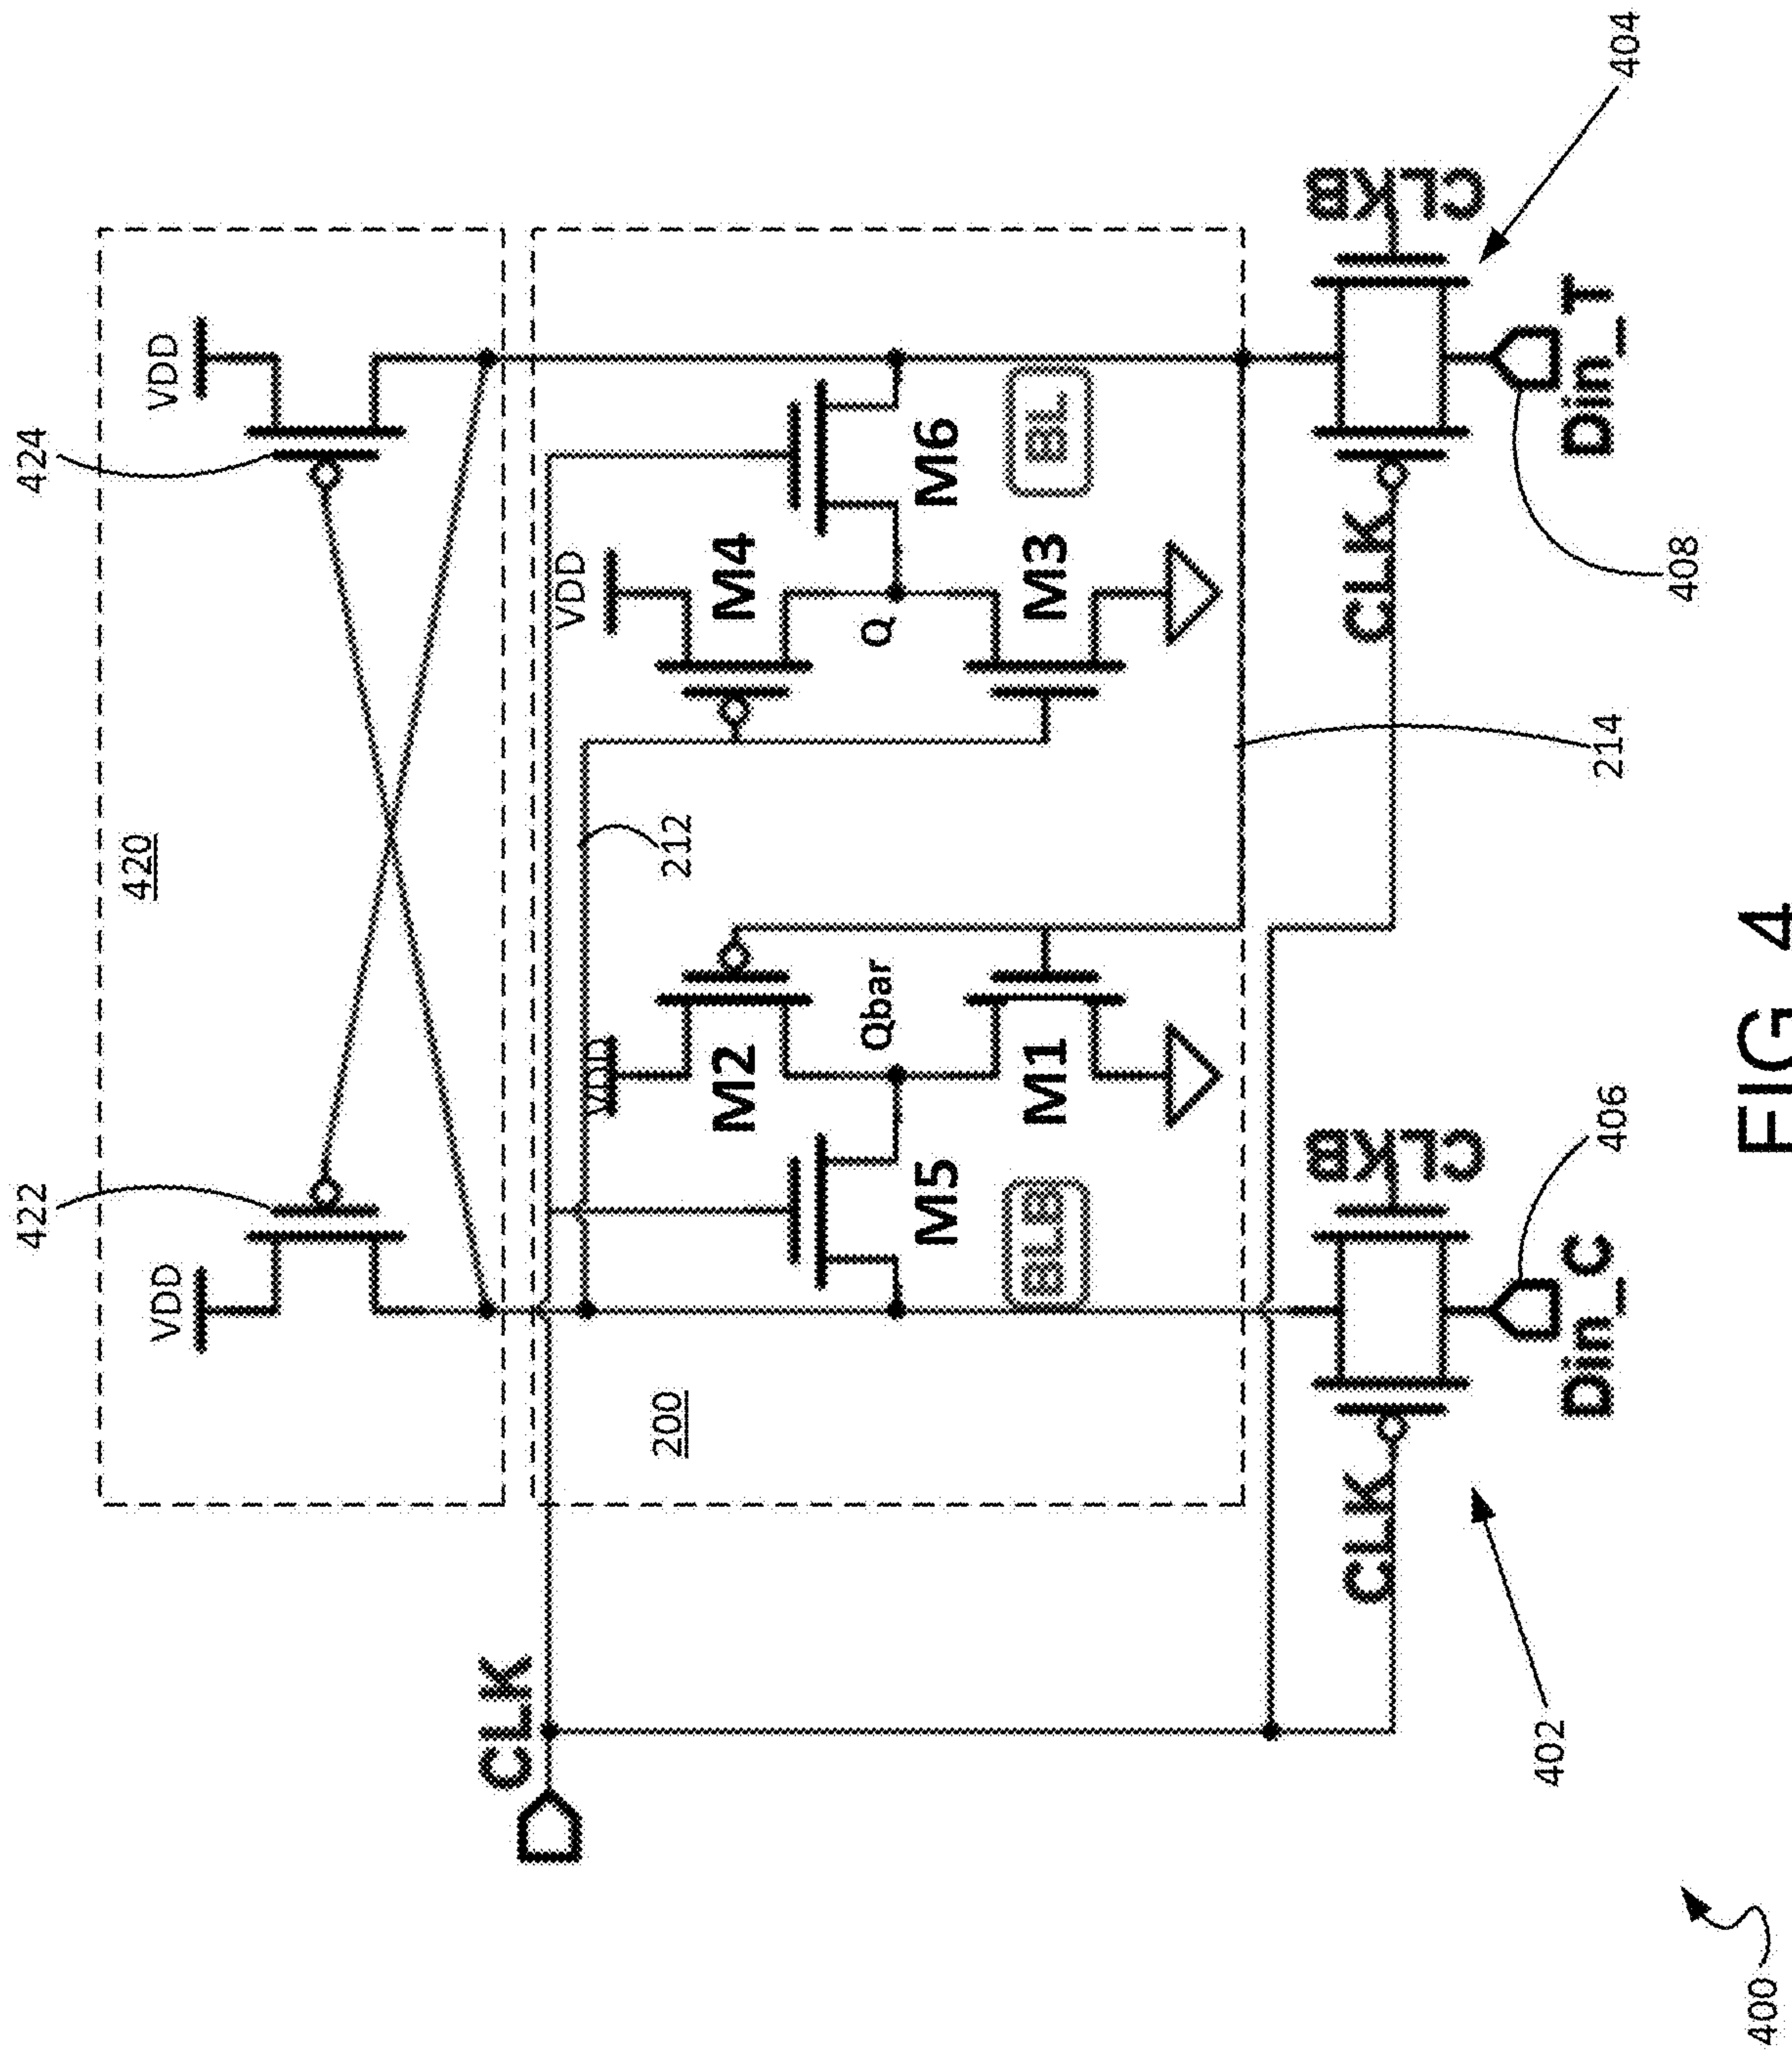 422
424
420
VDD
VDD
CLK
200
212
VDD
VDD
M2
M4
Qbar
Q
M5
M6
M1
M3
BLB
BL
CLK
CLKB
CLK
CLKB
402
Din_C
406
214
Din_T
408
404
400
FIG 4